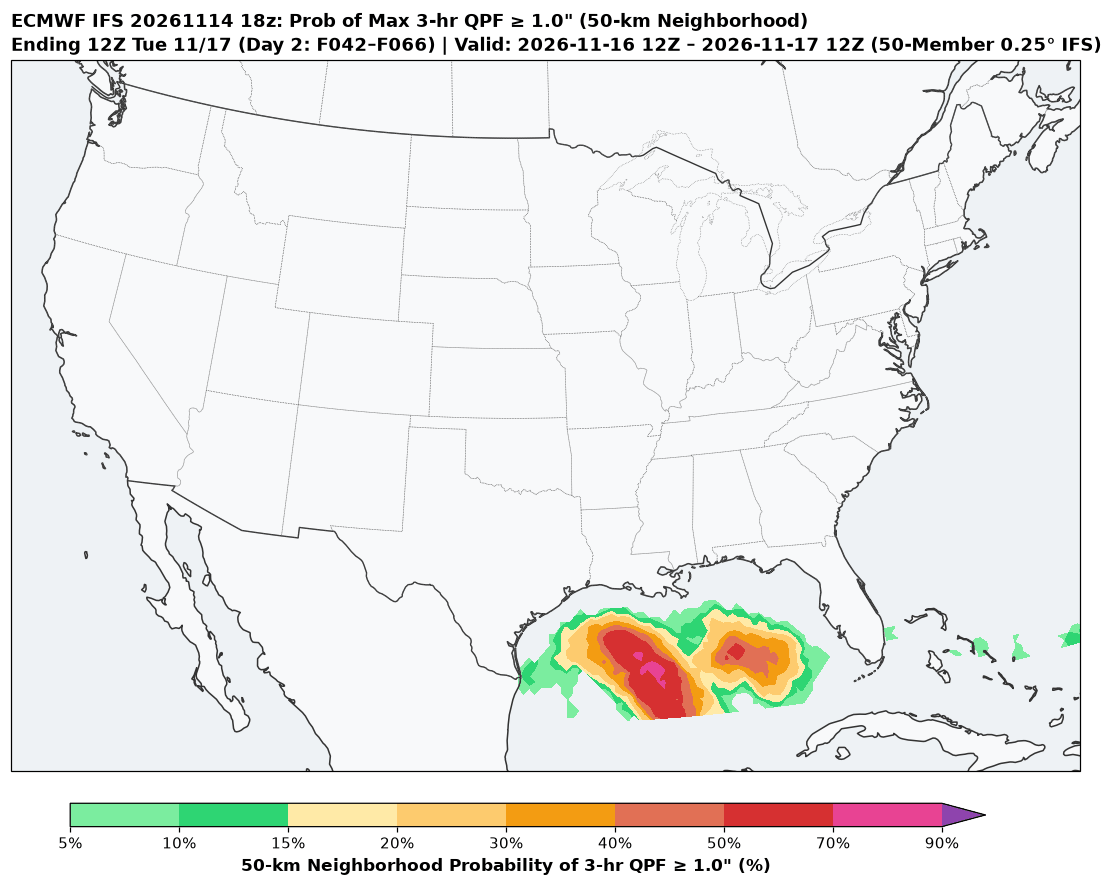 ECMWF IFS 20261114 18z: Prob of Max 3-hr QPF ≥ 1.0" (50-km Neighborhood)
Ending 12Z Tue 11/17 (Day 2: F042–F066) | Valid: 2026-11-16 12Z – 2026-11-17 12Z (50-Member 0.25° IFS)
5% 10% 15% 20% 30% 40% 50% 70% 90%
50-km Neighborhood Probability of 3-hr QPF ≥ 1.0" (%)